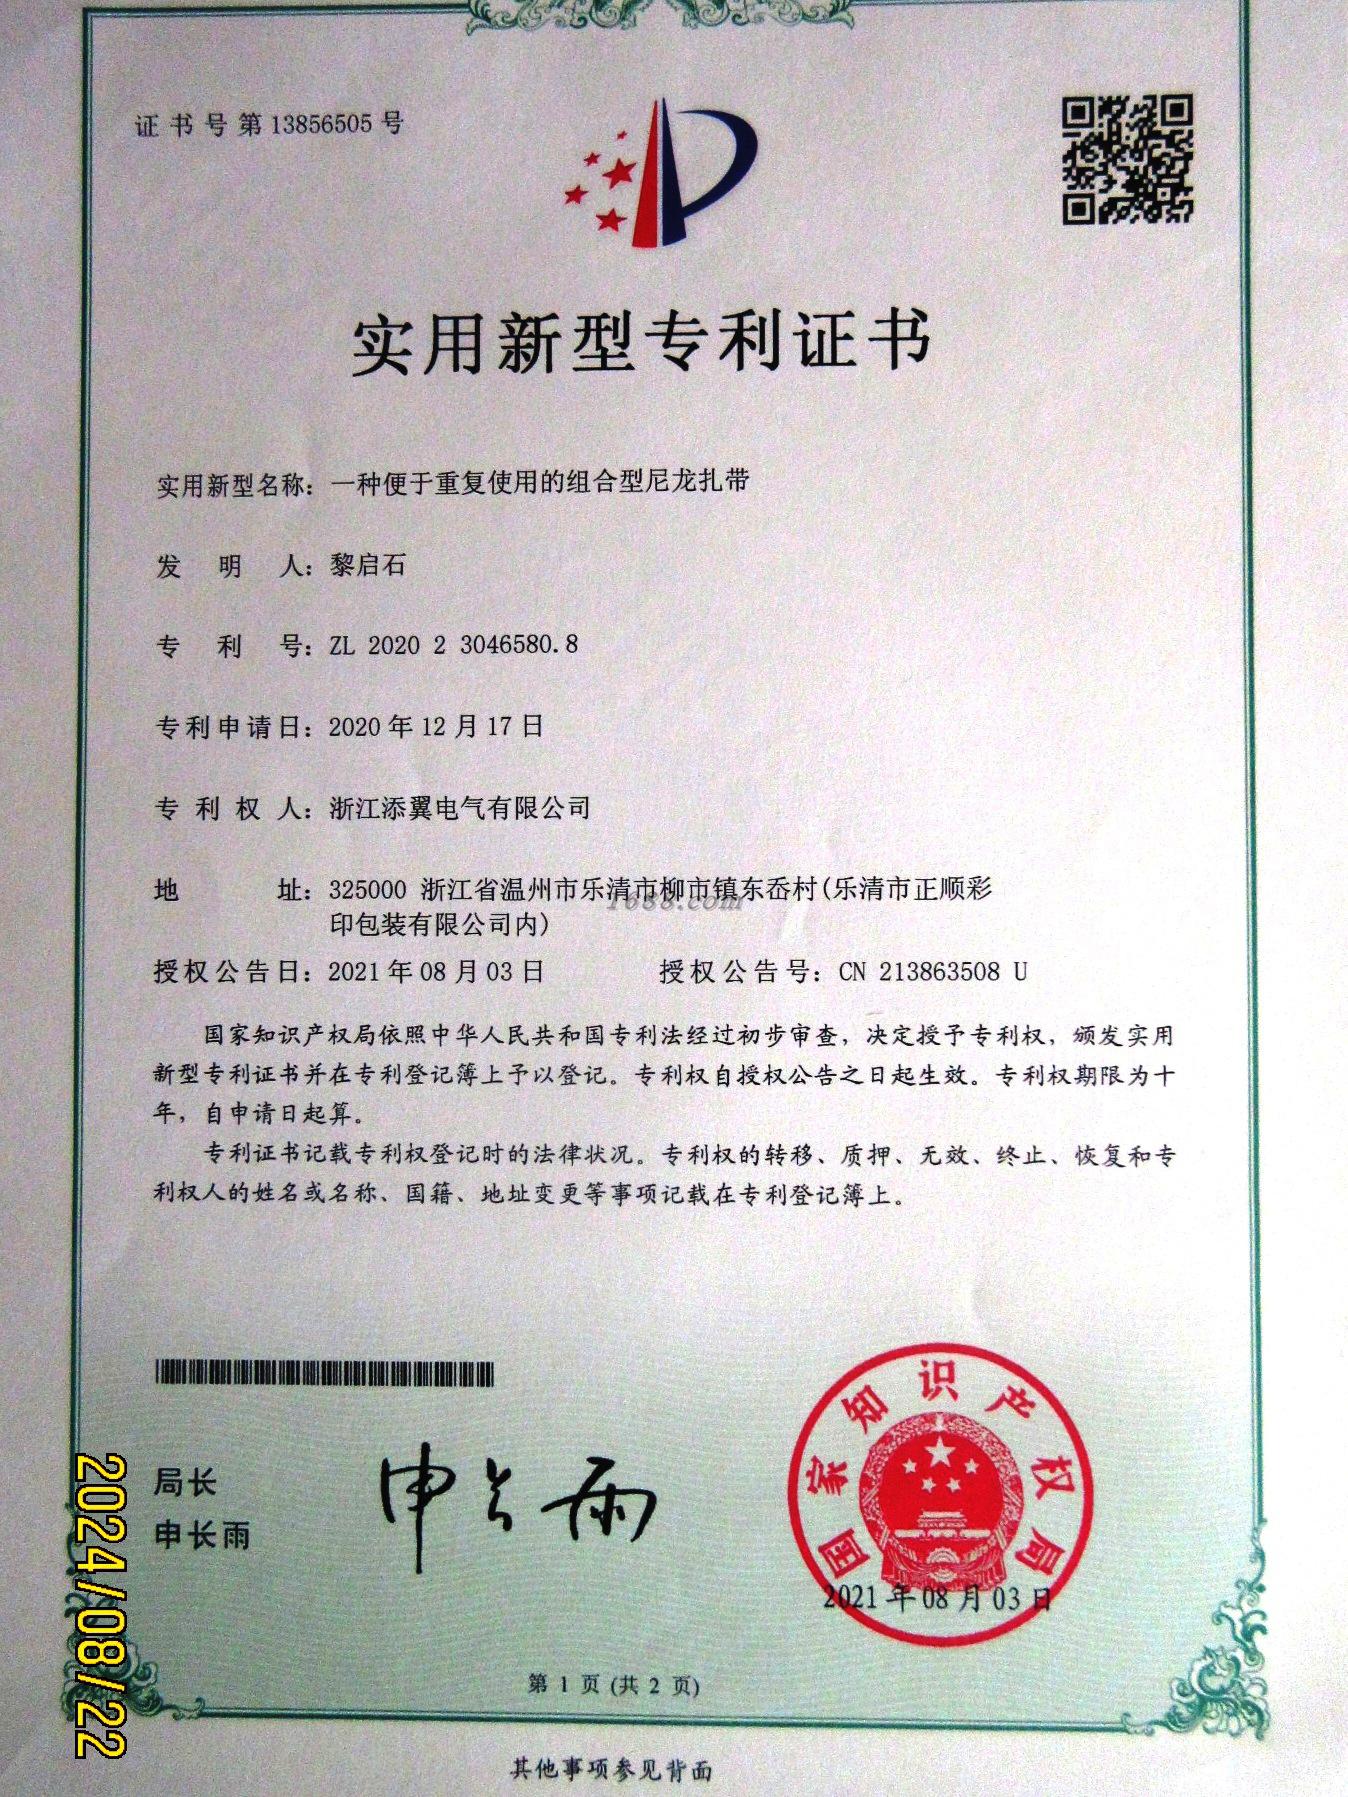 证书号第13856505号
实用新型专利证书
实用新型名称：一种便于重复使用的组合型尼龙扎带
发明人：黎启石
专利号：ZL 2020 2 3046580.8
专利申请日：2020年12月17日
专利权人：浙江添翼电气有限公司
地址：325000 浙江省温州市乐清市柳市镇东岙村(乐清市正顺彩
印包装有限公司内)
1688.com
授权公告日：2021年08月03日 授权公告号：CN 213863508 U
国家知识产权局依照中华人民共和国专利法经过初步审查，决定授予专利权，颁发实用
新型专利证书并在专利登记簿上予以登记。专利权自授权公告之日起生效。专利权期限为十
年，自申请日起算。
专利证书记载专利权登记时的法律状况。专利权的转移、质押、无效、终止、恢复和专
利权人的姓名或名称、国籍、地址变更等事项记载在专利登记簿上。
局长
申长雨
申长雨
国家知识产权局
2021年08月03日
第 1 页 (共 2 页)
其他事项参见背面
2024/08/22